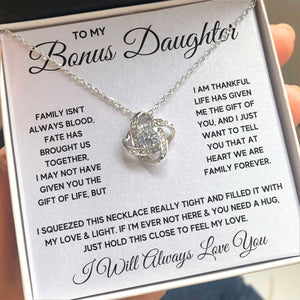 TO MY
Bonus Daughter
FAMILY ISN'T
ALWAYS BLOOD,
FATE HAS
BROUGHT US
TOGETHER,
I MAY NOT HAVE
GIVEN YOU THE
GIFT OF LIFE, BUT
I AM THANKFUL
LIFE HAS GIVEN
ME THE GIFT OF
YOU, AND I JUST
WANT TO TELL
YOU THAT AT
HEART WE ARE
FAMILY FOREVER.
I SQUEEZED THIS NECKLACE REALLY TIGHT AND FILLED IT WITH
MY LOVE & LIGHT. IF I'M EVER NOT HERE & YOU NEED A HUG,
JUST HOLD THIS CLOSE TO FEEL MY LOVE.
I Will Always Love You